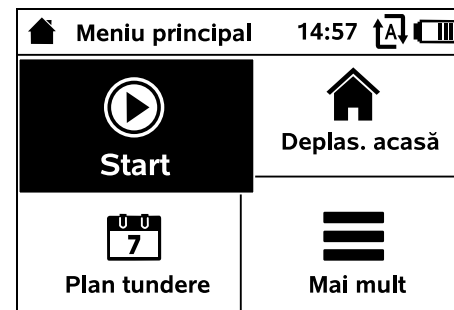 Meniu principal 14:57 A
Start
Deplas. acasă
7
Plan tundere
Mai mult